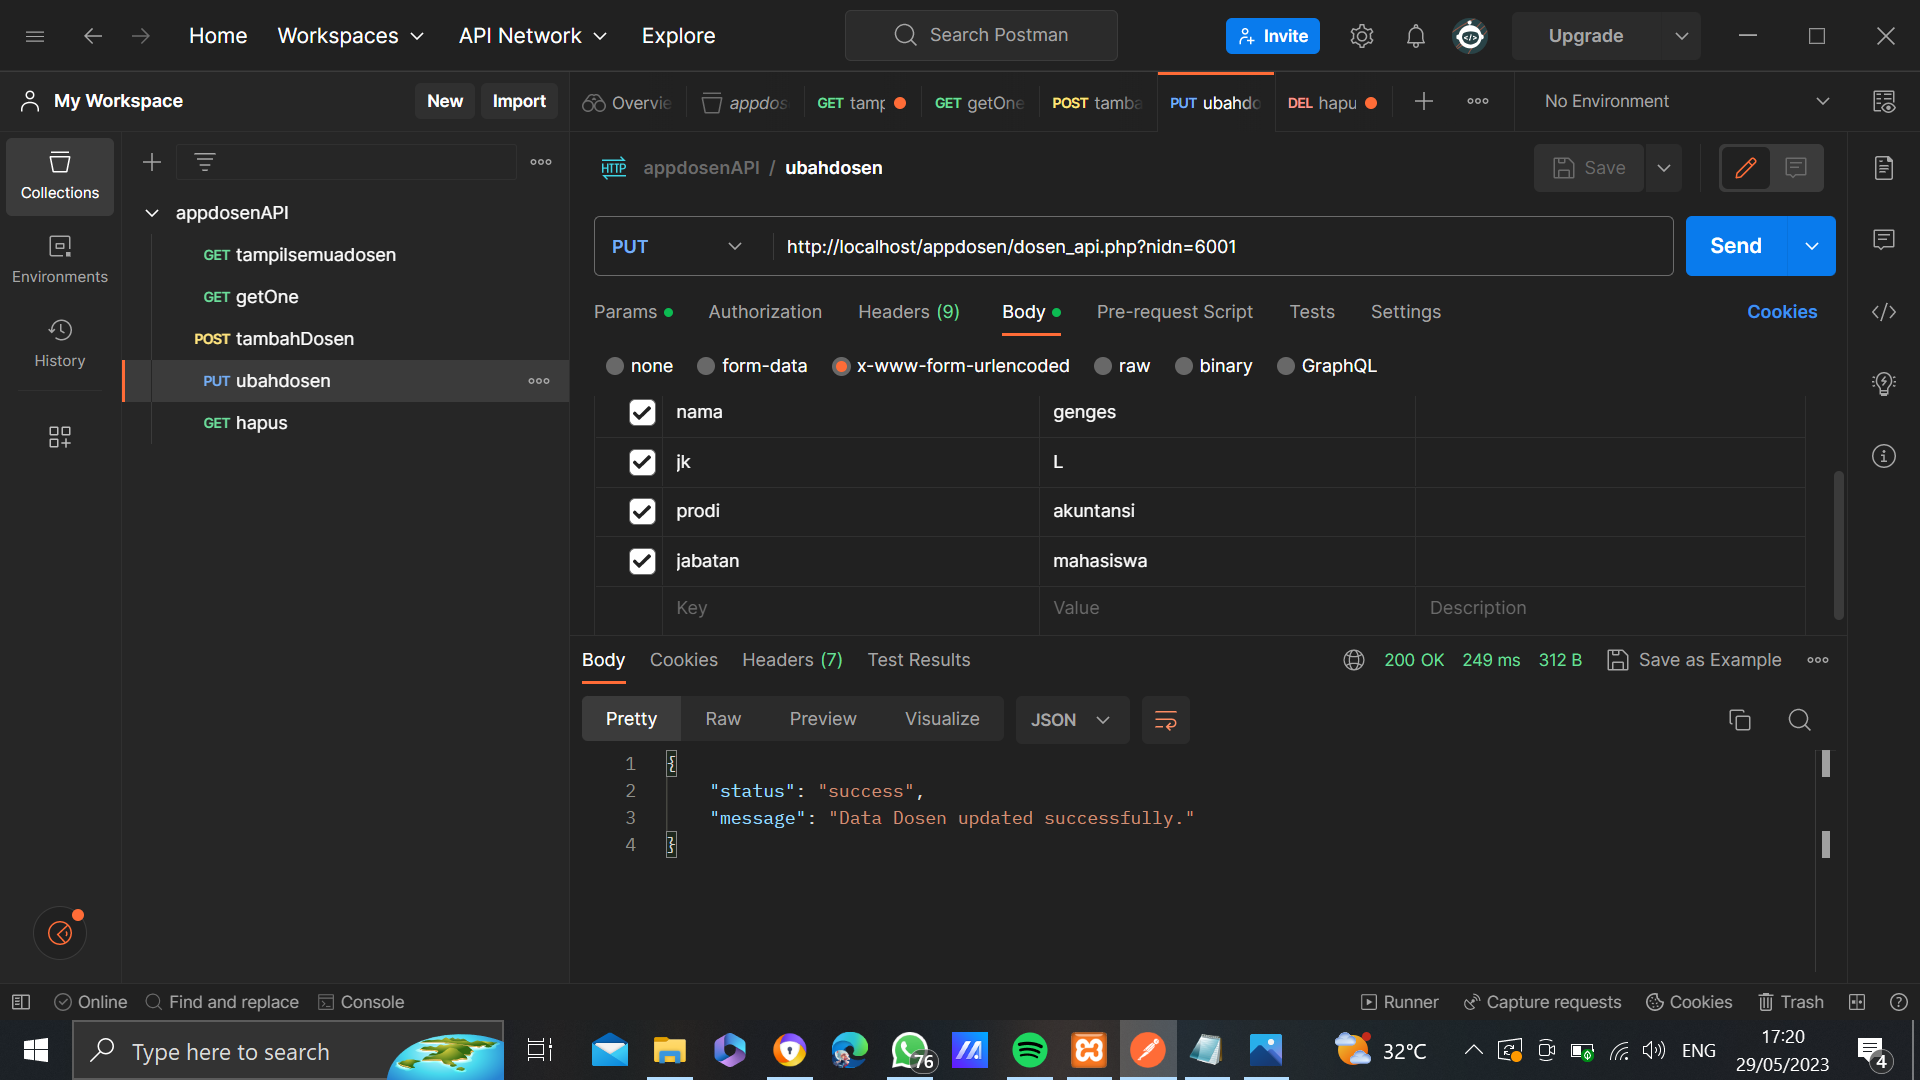 Home
Workspaces
API Network
Explore
Search Postman
Invite
Upgrade
My Workspace
New
Import
Overvie
appdos
GET tamp
GET getOne
POST tamba
PUT ubahdo
DEL hapu
No Environment
Collections
Environments
History
appdosenAPI
GET tampilsemuadosen
GET getOne
POST tambahDosen
PUT ubahdosen
GET hapus
HTTP
appdosenAPI / ubahdosen
Save
PUT
http://localhost/appdosen/dosen_api.php?nidn=6001
Send
Params
Authorization
Headers (9)
Body
Pre-request Script
Tests
Settings
Cookies
none
form-data
x-www-form-urlencoded
raw
binary
GraphQL
nama genges
jk L
prodi akuntansi
jabatan mahasiswa
Key Value Description
Body
Cookies
Headers (7)
Test Results
200 OK
249 ms
312 B
Save as Example
Pretty
Raw
Preview
Visualize
JSON
1 {
2 "status": "success",
3 "message": "Data Dosen updated successfully."
4 }
Online
Find and replace
Console
Runner
Capture requests
Cookies
Trash
Type here to search
76
32°C
ENG
17:20
29/05/2023
4